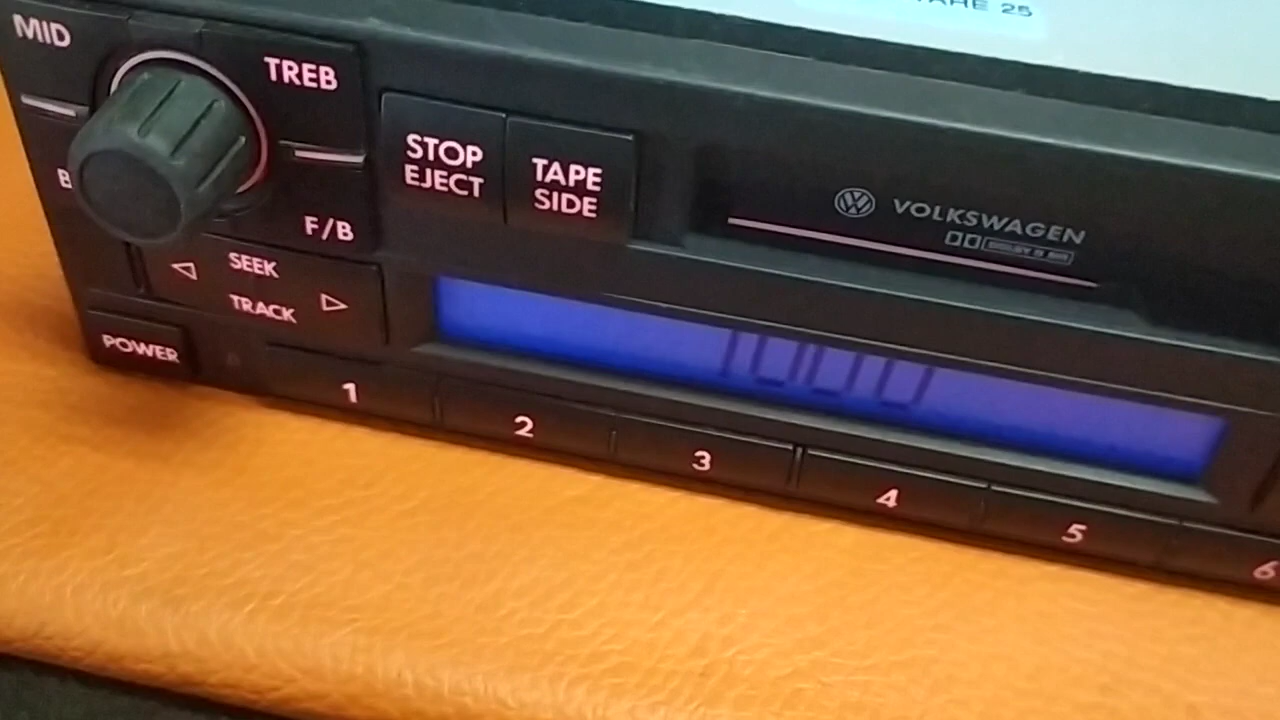 MID
TREB
STOP
EJECT
TAPE
SIDE
VOLKSWAGEN
F/B
SEEK
TRACK
POWER
1000
1
2
3
4
5
6